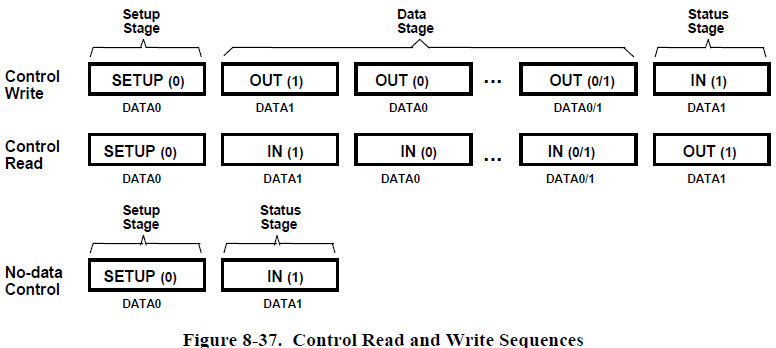 Setup Stage
Data Stage
Status Stage
Control Write
SETUP (0)
OUT (1)
OUT (0)
...
OUT (0/1)
IN (1)
DATA0
DATA1
DATA0
DATA0/1
DATA1
Control Read
SETUP (0)
IN (1)
IN (0)
...
IN (0/1)
OUT (1)
DATA0
DATA1
DATA0
DATA0/1
DATA1
Setup Stage
Status Stage
No-data Control
SETUP (0)
IN (1)
DATA0
DATA1
Figure 8-37. Control Read and Write Sequences